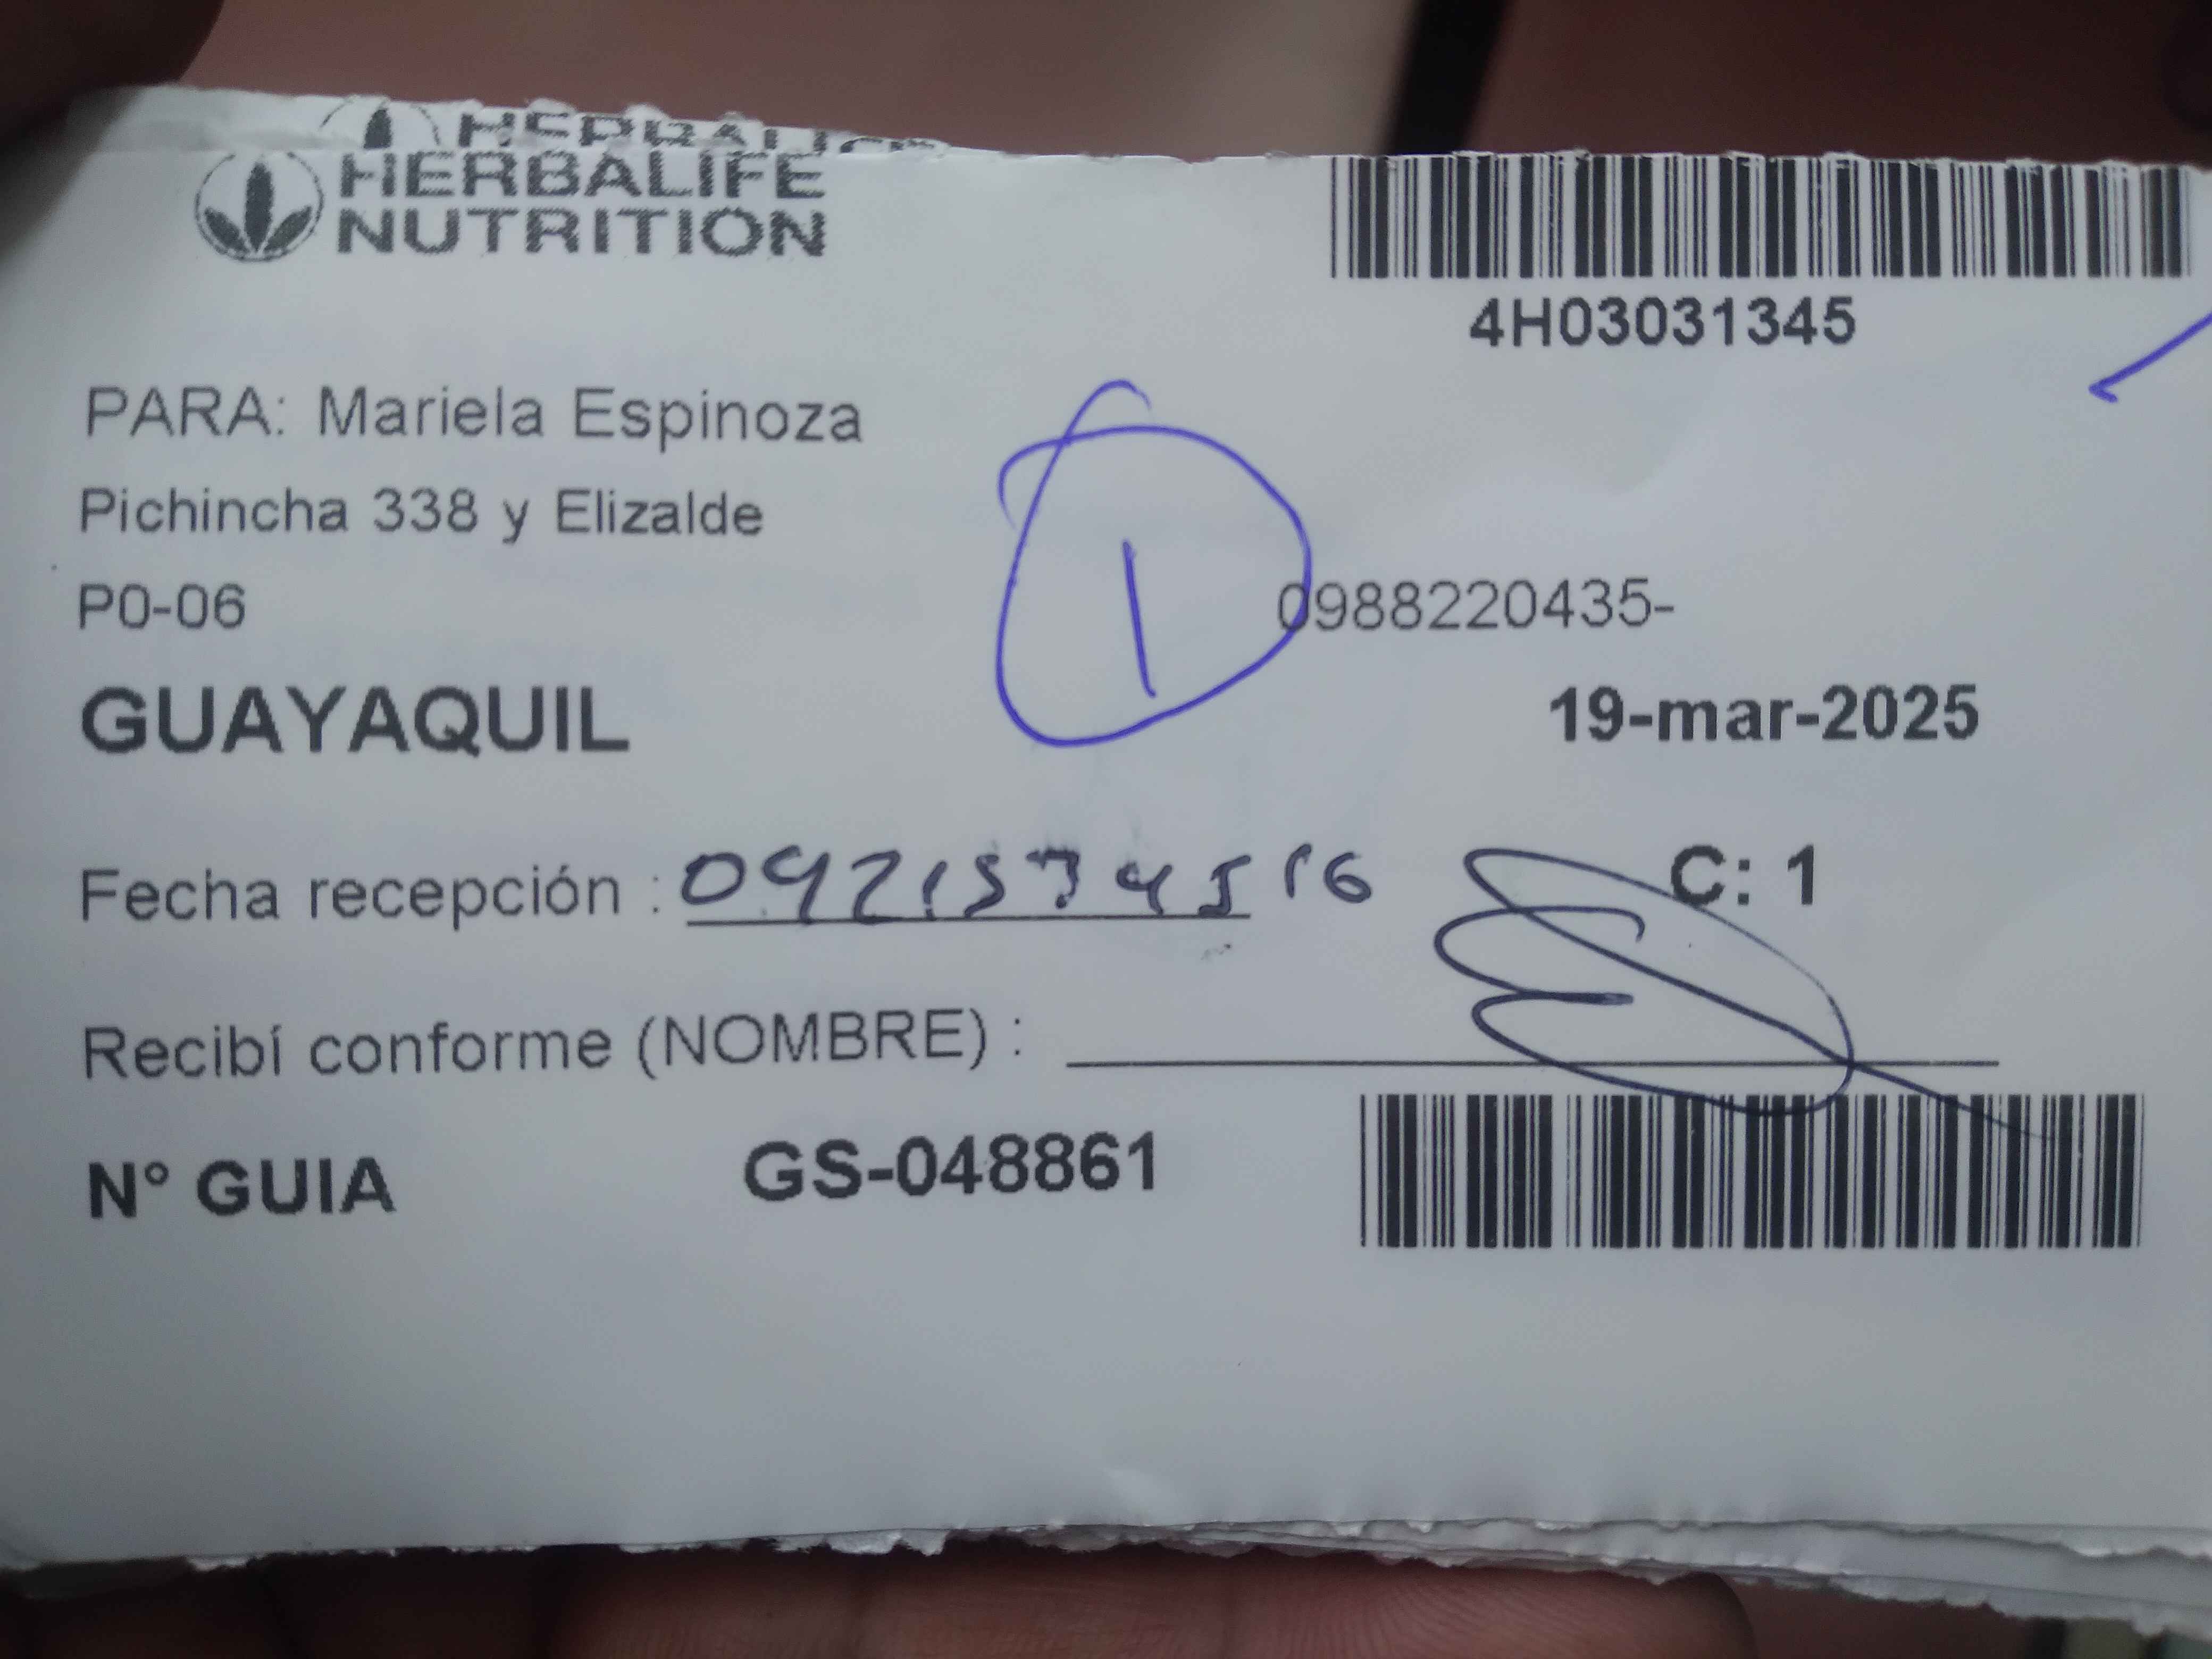 HERBALIFE
NUTRITION
4H03031345
PARA: Mariela Espinoza
Pichincha 338 y Elizalde
1
P0-06
0988220435-
GUAYAQUIL
19-mar-2025
Fecha recepción :
C: 1
Recibí conforme (NOMBRE) :
N° GUIA
GS-048861